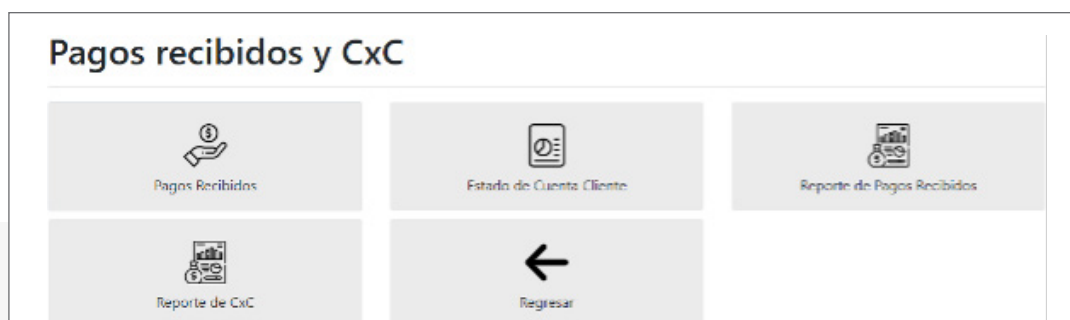 Pagos recibidos y CxC
Pagos Recibidos
Estado de Cuenta Cliente
Reporte de Pagos Recibidos
Reporte de CxC
Regresar